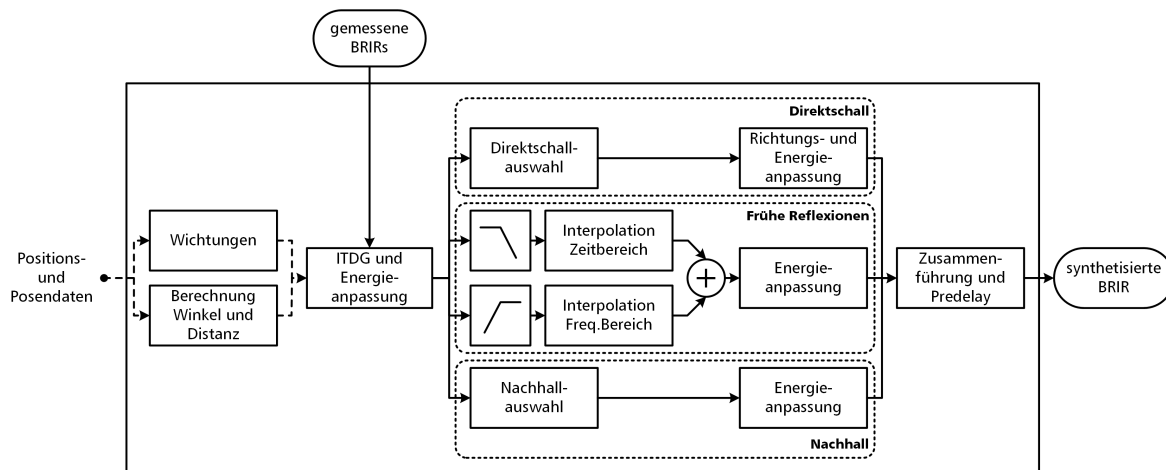 gemessene
BRIRs
Positions-
und
Posendaten
Wichtungen
Berechnung
Winkel und
Distanz
ITDG und
Energie-
anpassung
Direktschall
Direktschall-
auswahl
Richtungs- und
Energie-
anpassung
Frühe Reflexionen
Interpolation
Zeitbereich
Interpolation
Freq.Bereich
Energie-
anpassung
Nachhall-
auswahl
Energie-
anpassung
Nachhall
Zusammen-
führung und
Predelay
synthetisierte
BRIR